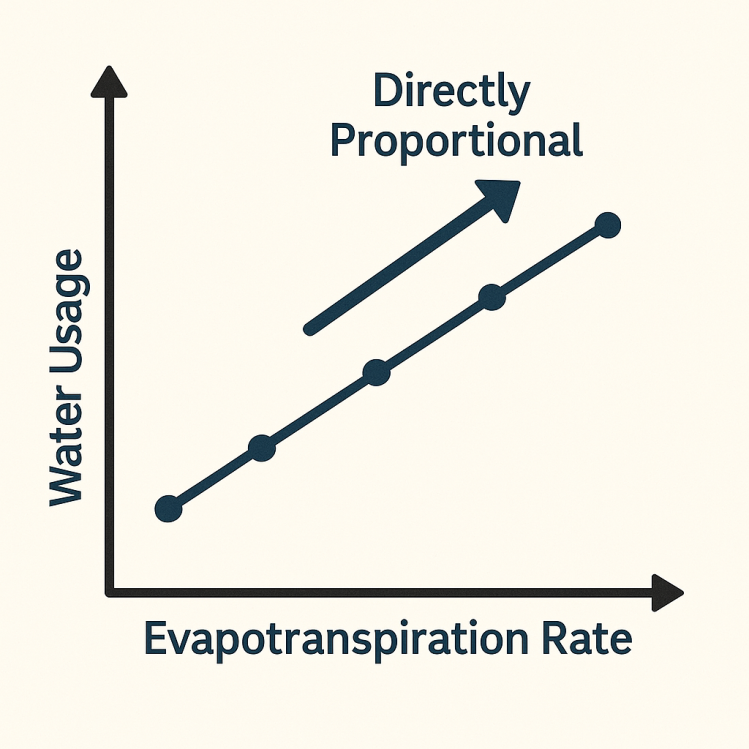 Directly
Proportional
Water Usage
Evapotranspiration Rate